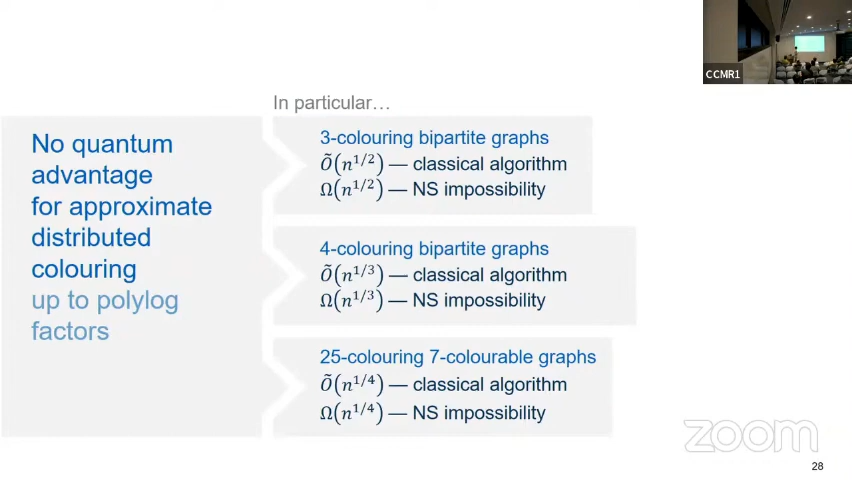 CCMR1
In particular…
No quantum
advantage
for approximate
distributed
colouring
up to polylog
factors
3-colouring bipartite graphs
Õ(n^{1/2}) — classical algorithm
Ω(n^{1/2}) — NS impossibility
4-colouring bipartite graphs
Õ(n^{1/3}) — classical algorithm
Ω(n^{1/3}) — NS impossibility
25-colouring 7-colourable graphs
Õ(n^{1/4}) — classical algorithm
Ω(n^{1/4}) — NS impossibility
zoom
28